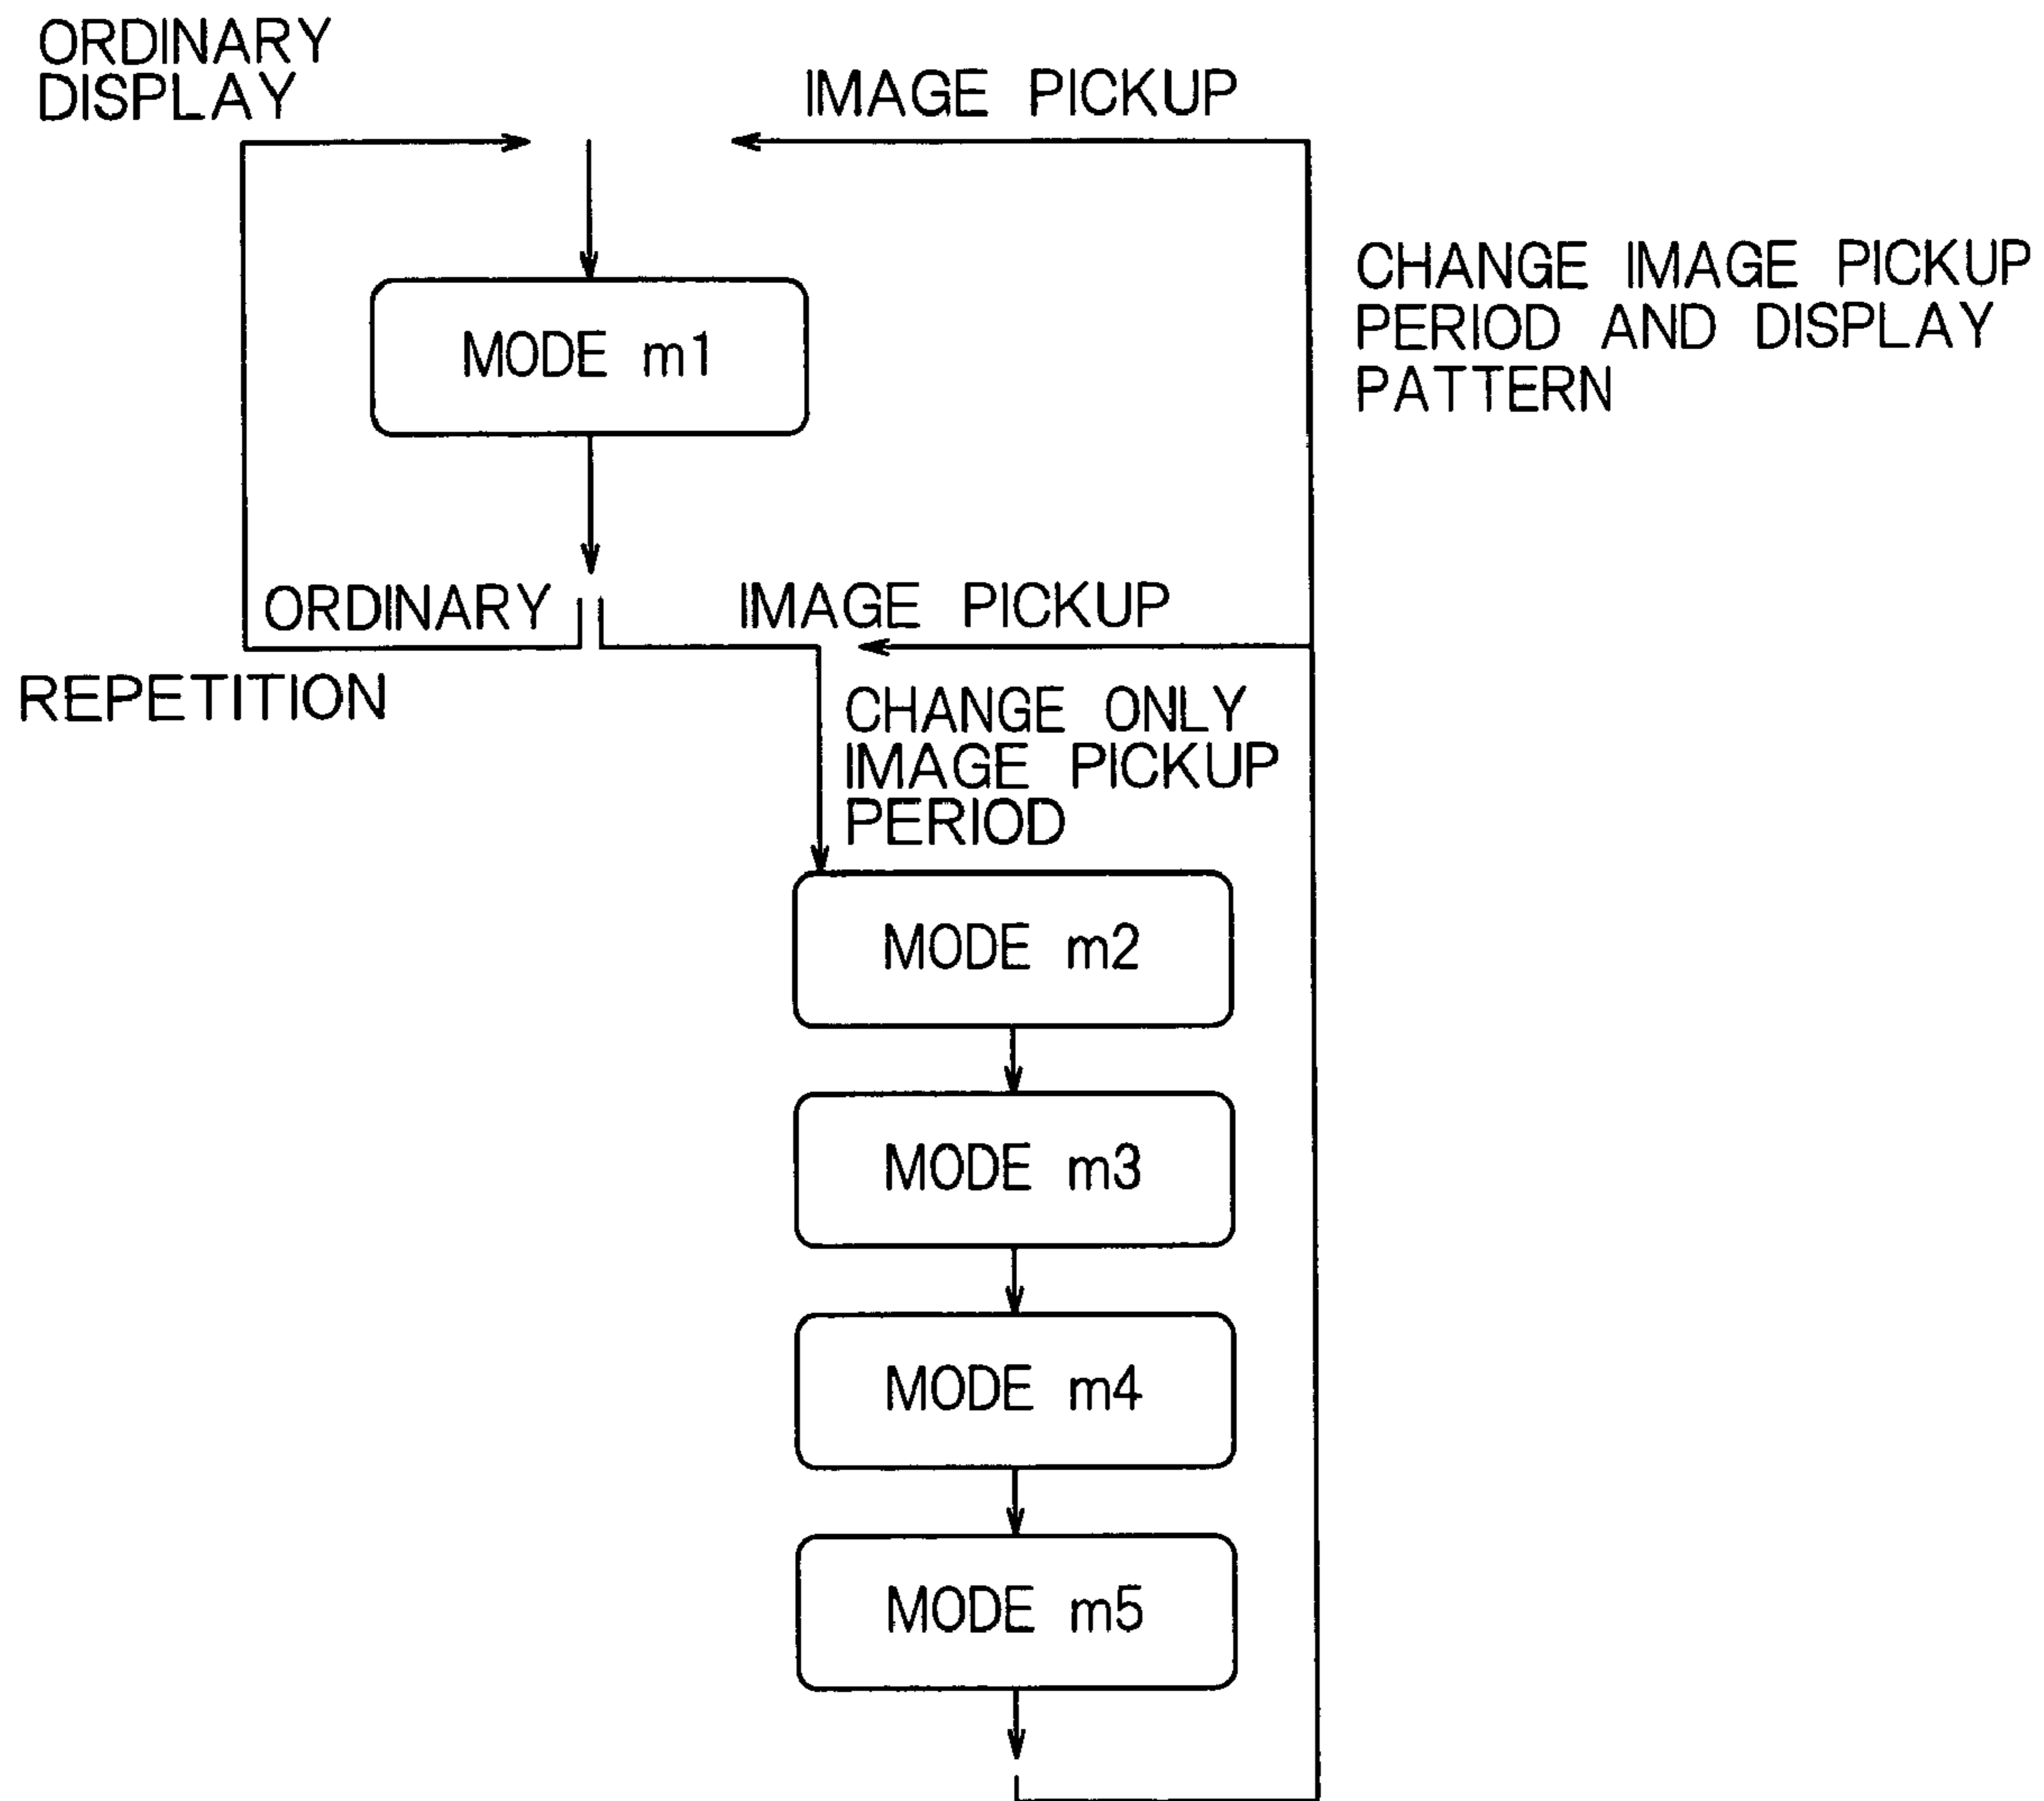 ORDINARY
DISPLAY
IMAGE PICKUP
CHANGE IMAGE PICKUP
PERIOD AND DISPLAY
PATTERN
MODE m1
ORDINARY
IMAGE PICKUP
REPETITION
CHANGE ONLY
IMAGE PICKUP
PERIOD
MODE m2
MODE m3
MODE m4
MODE m5